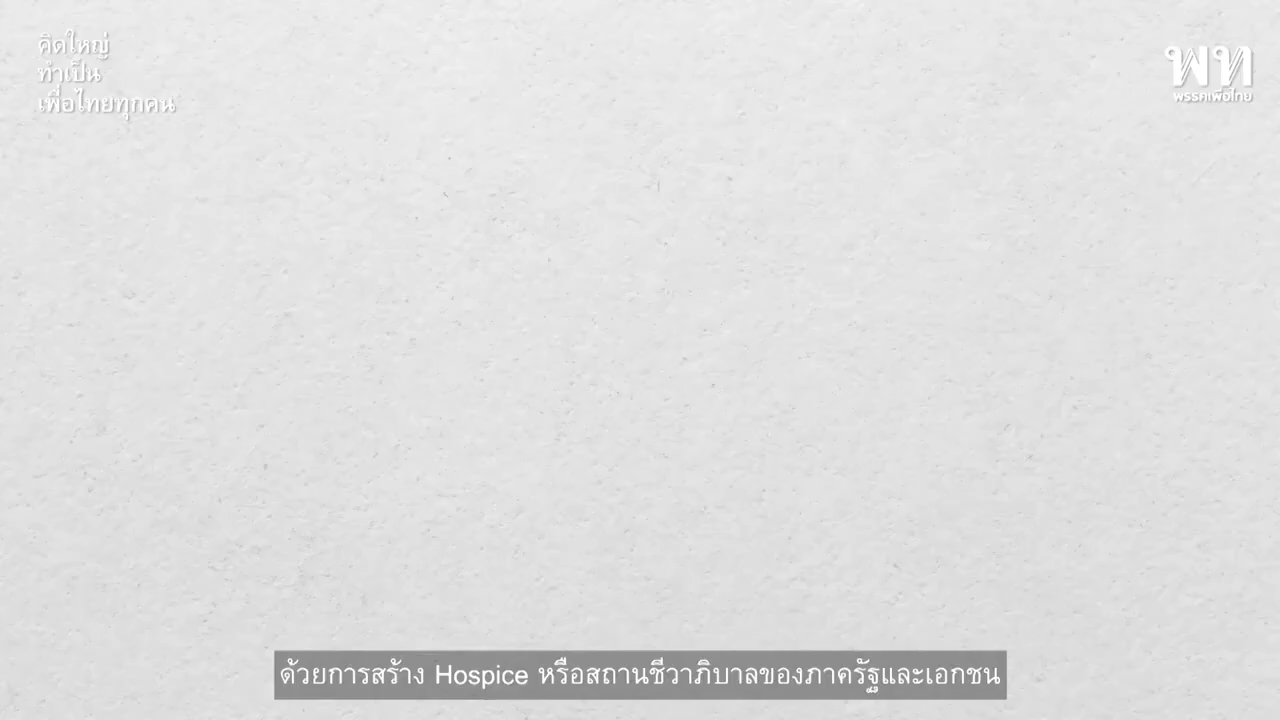 คิดใหญ่
ทำเป็น
เพื่อไทยทุกคน
พท
พรรคเพื่อไทย
ด้วยการสร้าง Hospice หรือสถานชีวาภิบาลของภาครัฐและเอกชน